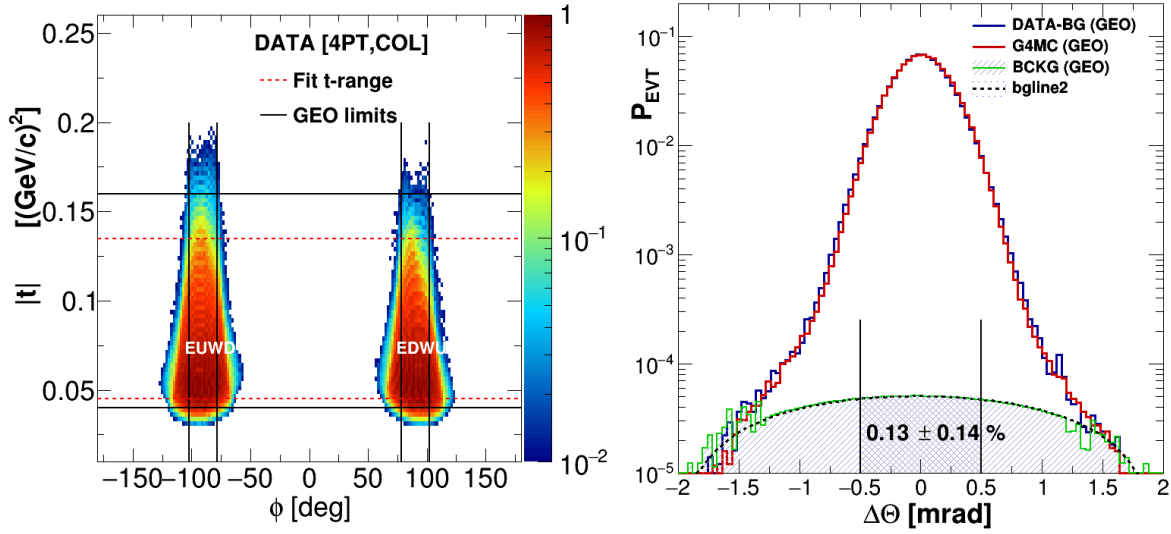 0.25
0.2
0.15
0.1
0.05
|t| [(GeV/c)²]
DATA [4PT,COL]
Fit t-range
GEO limits
EUWD
EDWU
−150 −100 −50 0 50 100 150
ϕ [deg]
1
10⁻¹
10⁻²
P_EVT
10⁻¹
10⁻²
10⁻³
10⁻⁴
10⁻⁵
DATA-BG (GEO)
G4MC (GEO)
BCKG (GEO)
bgline2
0.13 ± 0.14 %
−2 −1.5 −1 −0.5 0 0.5 1 1.5 2
ΔΘ [mrad]